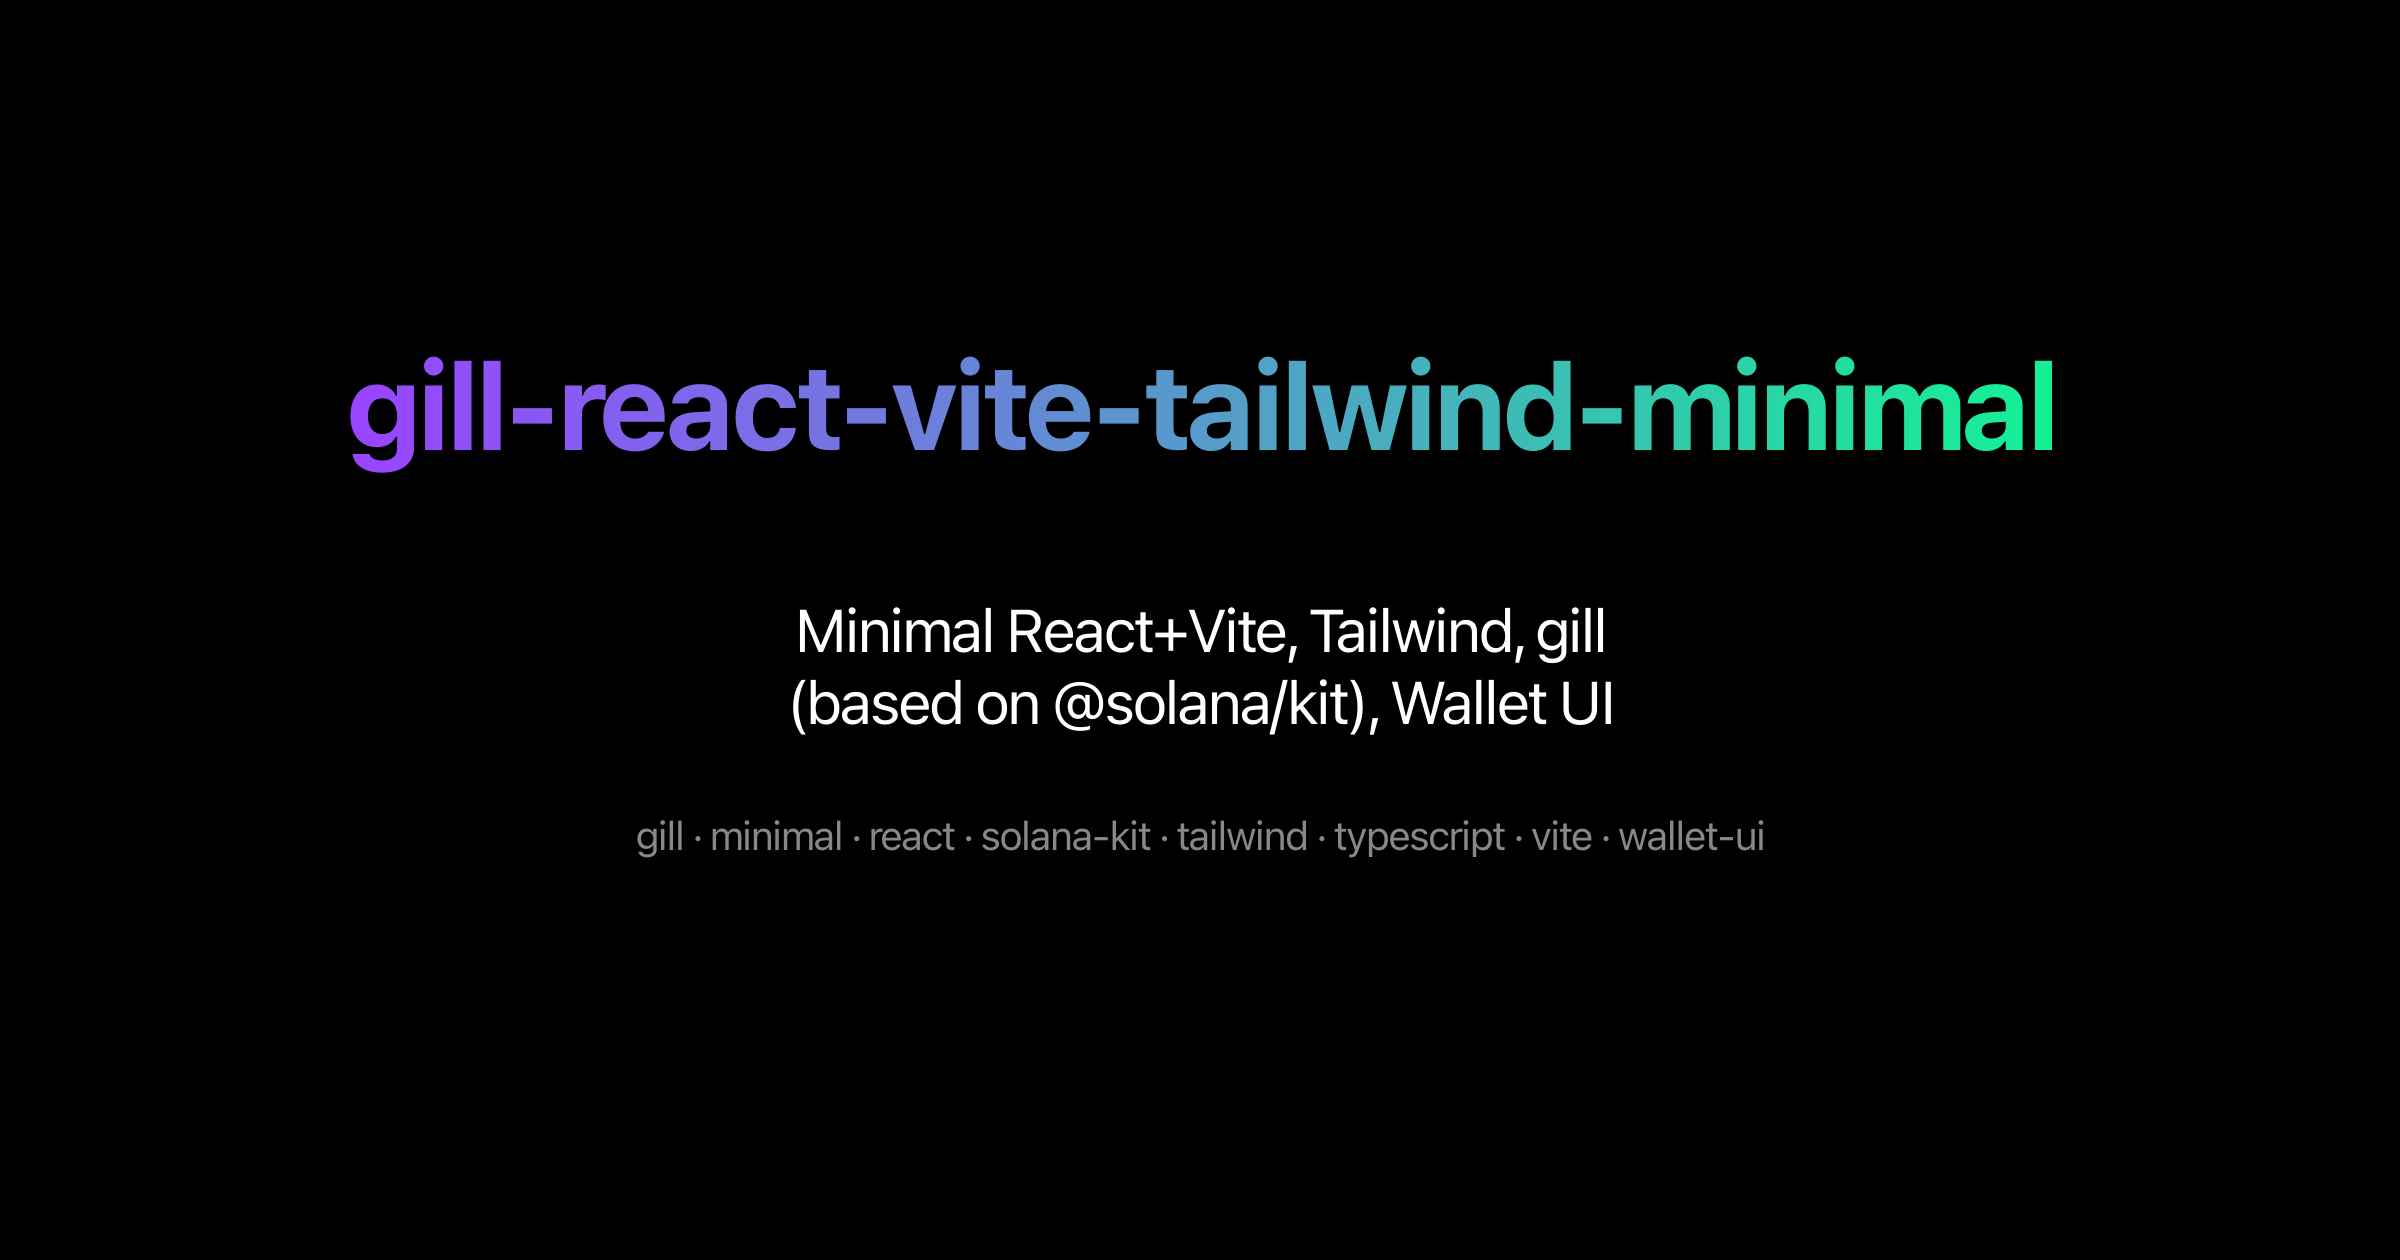 gill-react-vite-tailwind-minimal
Minimal React+Vite, Tailwind, gill
(based on @solana/kit), Wallet UI
gill · minimal · react · solana-kit · tailwind · typescript · vite · wallet-ui